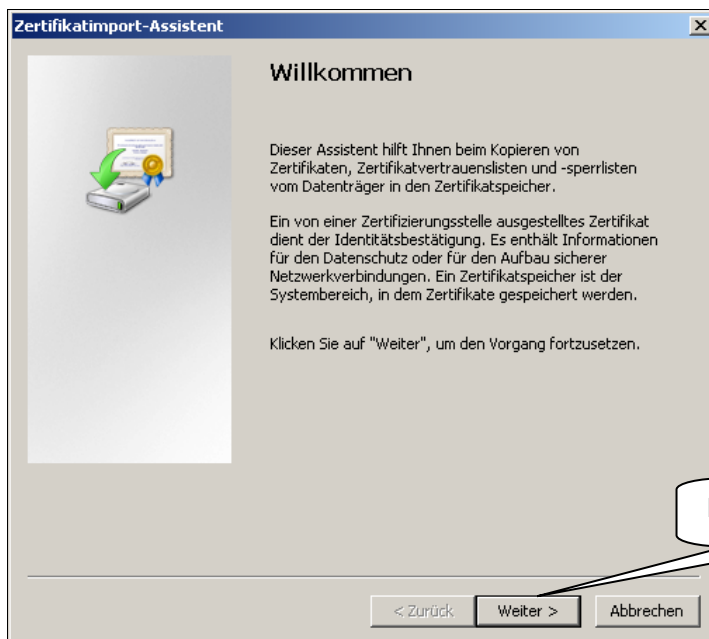 Zertifikatimport-Assistent
Willkommen
Dieser Assistent hilft Ihnen beim Kopieren von
Zertifikaten, Zertifikatvertrauenslisten und -sperrlisten
vom Datenträger in den Zertifikatspeicher.
Ein von einer Zertifizierungsstelle ausgestelltes Zertifikat
dient der Identitätsbestätigung. Es enthält Informationen
für den Datenschutz oder für den Aufbau sicherer
Netzwerkverbindungen. Ein Zertifikatspeicher ist der
Systembereich, in dem Zertifikate gespeichert werden.
Klicken Sie auf "Weiter", um den Vorgang fortzusetzen.
< Zurück
Weiter >
Abbrechen